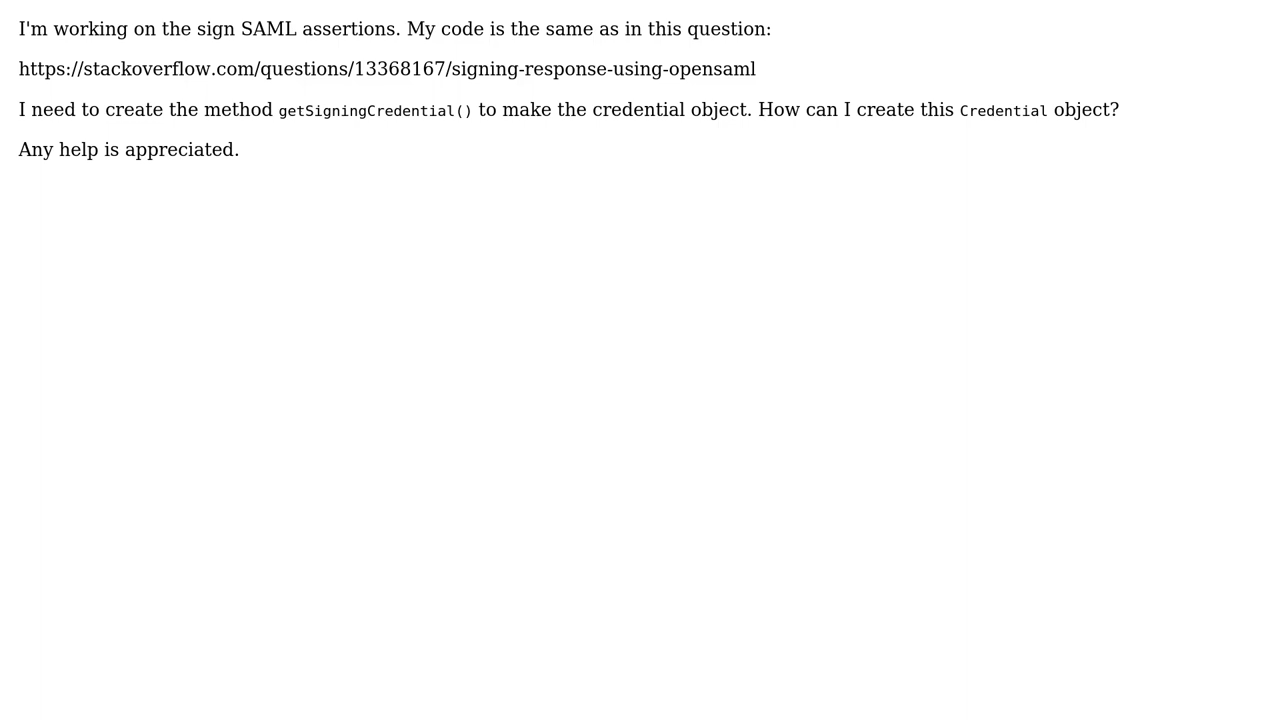 I'm working on the sign SAML assertions. My code is the same as in this question:
https://stackoverflow.com/questions/13368167/signing-response-using-opensaml
I need to create the method getSigningCredential() to make the credential object. How can I create this Credential object?
Any help is appreciated.